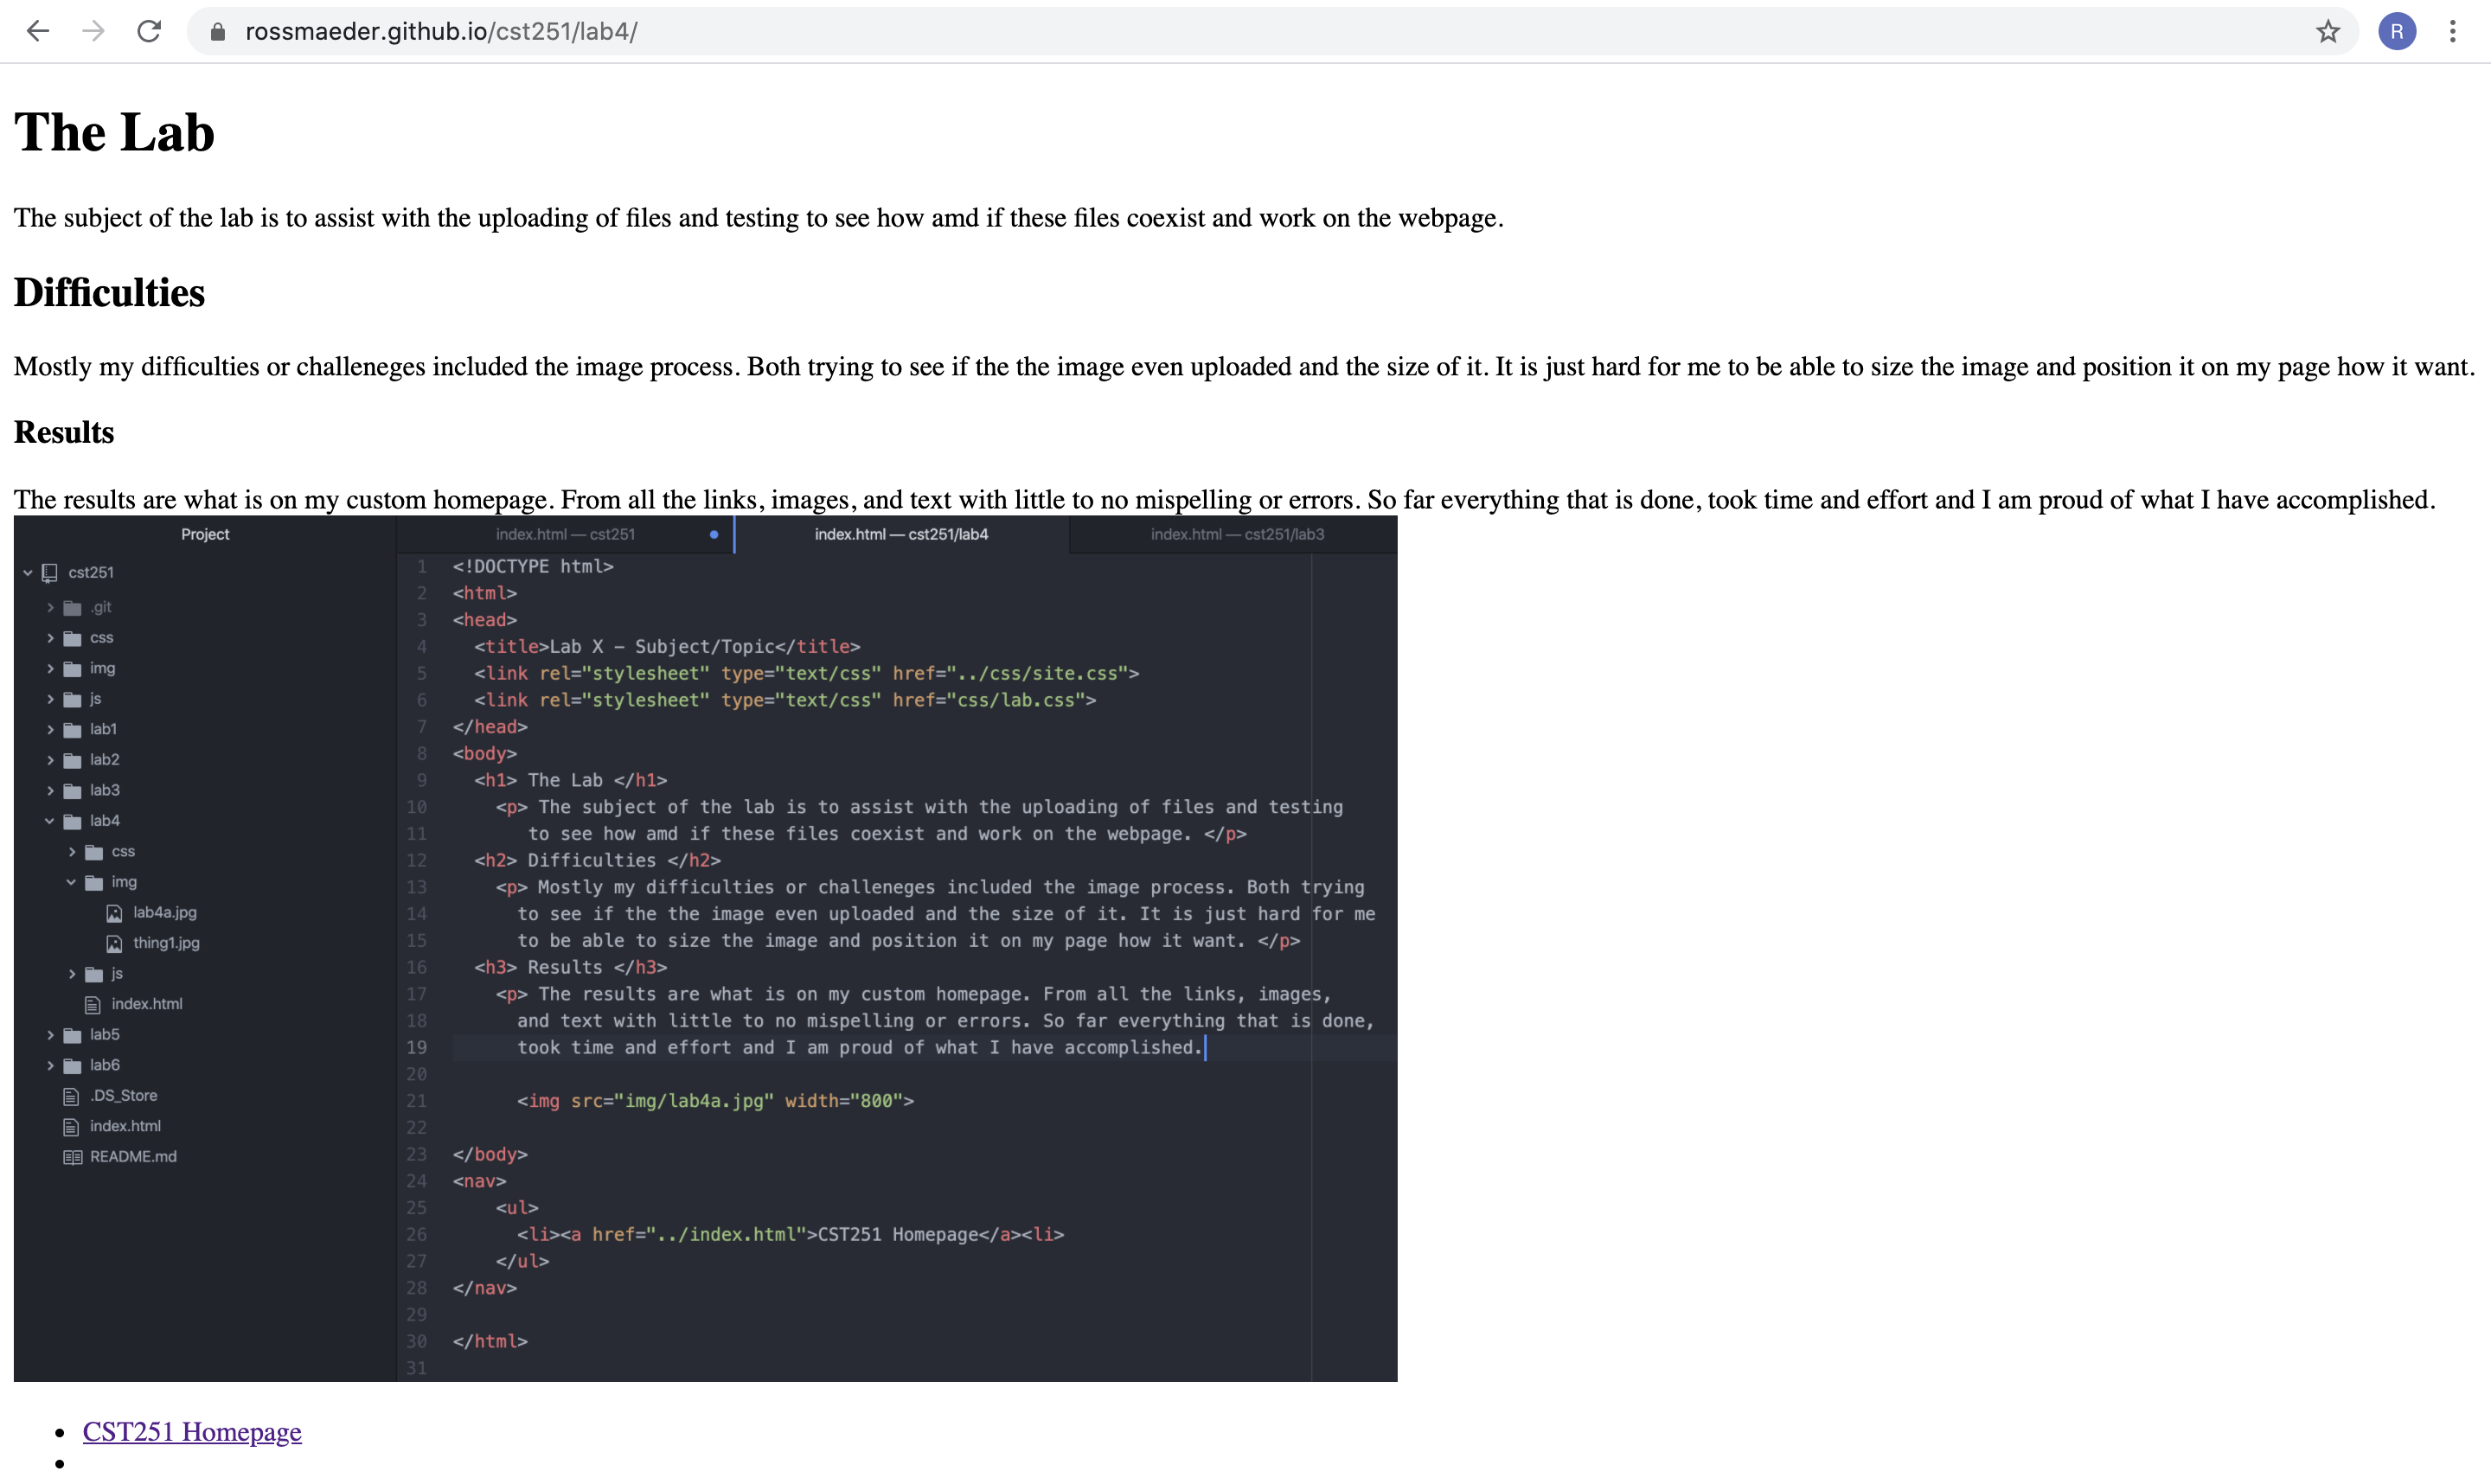 rossmaeder.github.io/cst251/lab4/
R
The Lab
The subject of the lab is to assist with the uploading of files and testing to see how amd if these files coexist and work on the webpage.
Difficulties
Mostly my difficulties or challeneges included the image process. Both trying to see if the the image even uploaded and the size of it. It is just hard for me to be able to size the image and position it on my page how it want.
Results
The results are what is on my custom homepage. From all the links, images, and text with little to no mispelling or errors. So far everything that is done, took time and effort and I am proud of what I have accomplished.
Project
cst251
.git
css
img
js
lab1
lab2
lab3
lab4
css
img
lab4a.jpg
thing1.jpg
js
index.html
lab5
lab6
.DS_Store
index.html
README.md
index.html — cst251
index.html — cst251/lab4
index.html — cst251/lab3
1 <!DOCTYPE html>
2 <html>
3 <head>
4 <title>Lab X – Subject/Topic</title>
5 <link rel="stylesheet" type="text/css" href="../css/site.css">
6 <link rel="stylesheet" type="text/css" href="css/lab.css">
7 </head>
8 <body>
9 <h1> The Lab </h1>
10 <p> The subject of the lab is to assist with the uploading of files and testing
11 to see how amd if these files coexist and work on the webpage. </p>
12 <h2> Difficulties </h2>
13 <p> Mostly my difficulties or challeneges included the image process. Both trying
14 to see if the the image even uploaded and the size of it. It is just hard for me
15 to be able to size the image and position it on my page how it want. </p>
16 <h3> Results </h3>
17 <p> The results are what is on my custom homepage. From all the links, images,
18 and text with little to no mispelling or errors. So far everything that is done,
19 took time and effort and I am proud of what I have accomplished.
20
21 <img src="img/lab4a.jpg" width="800">
22
23 </body>
24 <nav>
25 <ul>
26 <li><a href="../index.html">CST251 Homepage</a><li>
27 </ul>
28 </nav>
29
30 </html>
31
CST251 Homepage